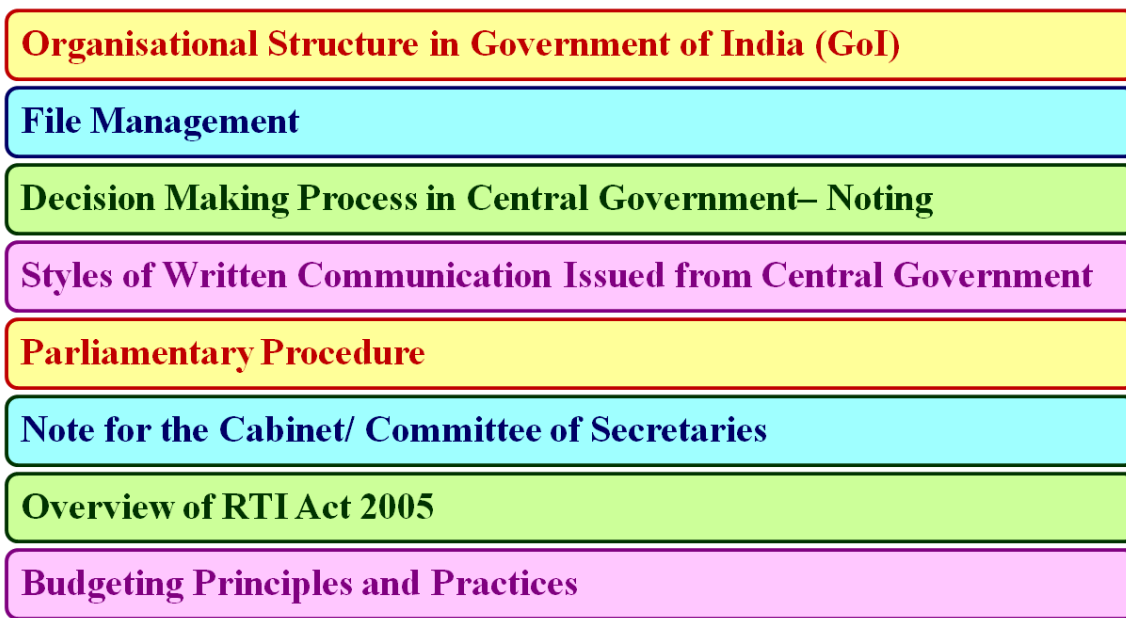 Organisational Structure in Government of India (GoI)
File Management
Decision Making Process in Central Government– Noting
Styles of Written Communication Issued from Central Government
Parliamentary Procedure
Note for the Cabinet/ Committee of Secretaries
Overview of RTI Act 2005
Budgeting Principles and Practices